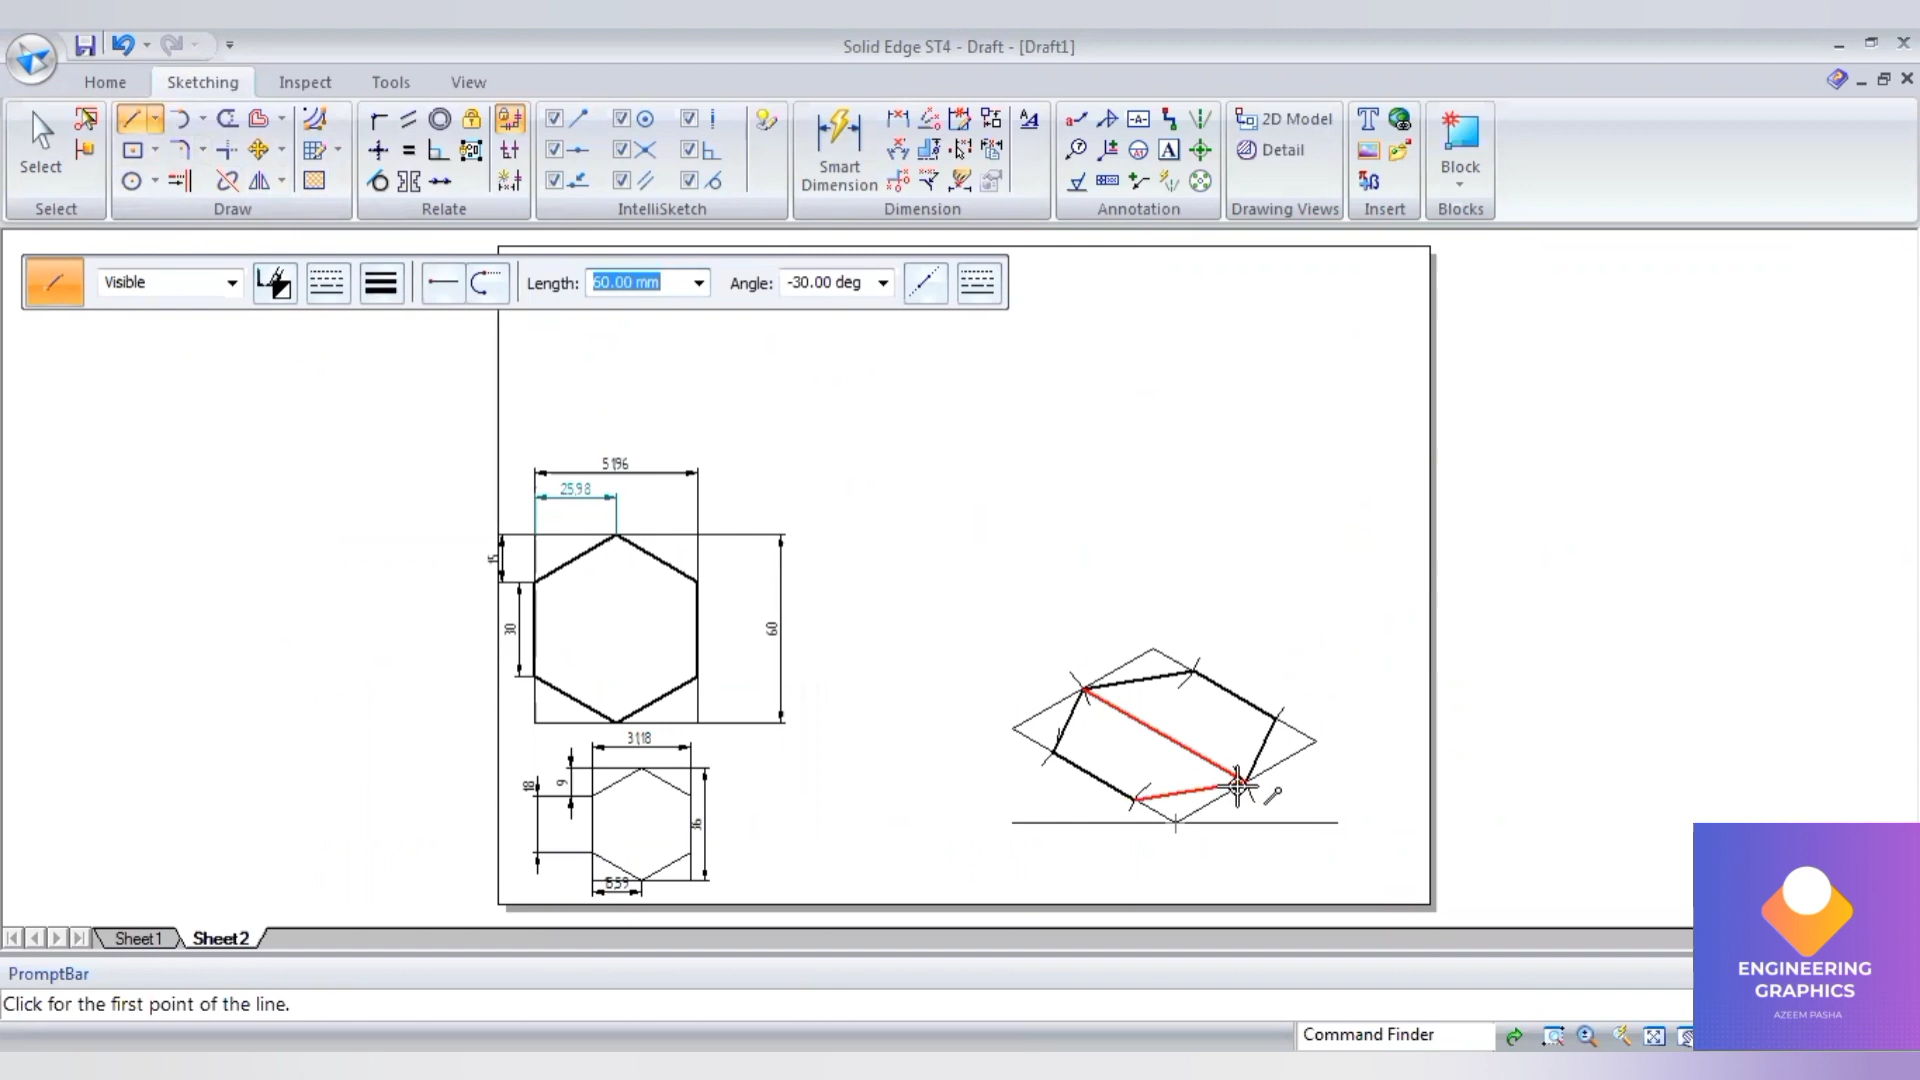 Solid Edge ST4 - Draft - [Draft1]
Home
Sketching
Inspect
Tools
View
Select
Smart
Dimension
2D Model
Detail
Block
Select
Draw
Relate
IntelliSketch
Dimension
Annotation
Drawing Views
Insert
Blocks
Visible
Length:
60.00 mm
Angle:
-30.00 deg
51,96
25,98
15
30
60
31,18
18
9
36
15,59
Sheet1
Sheet2
PromptBar
Click for the first point of the line.
Command Finder
ENGINEERING
GRAPHICS
AZEEM PASHA